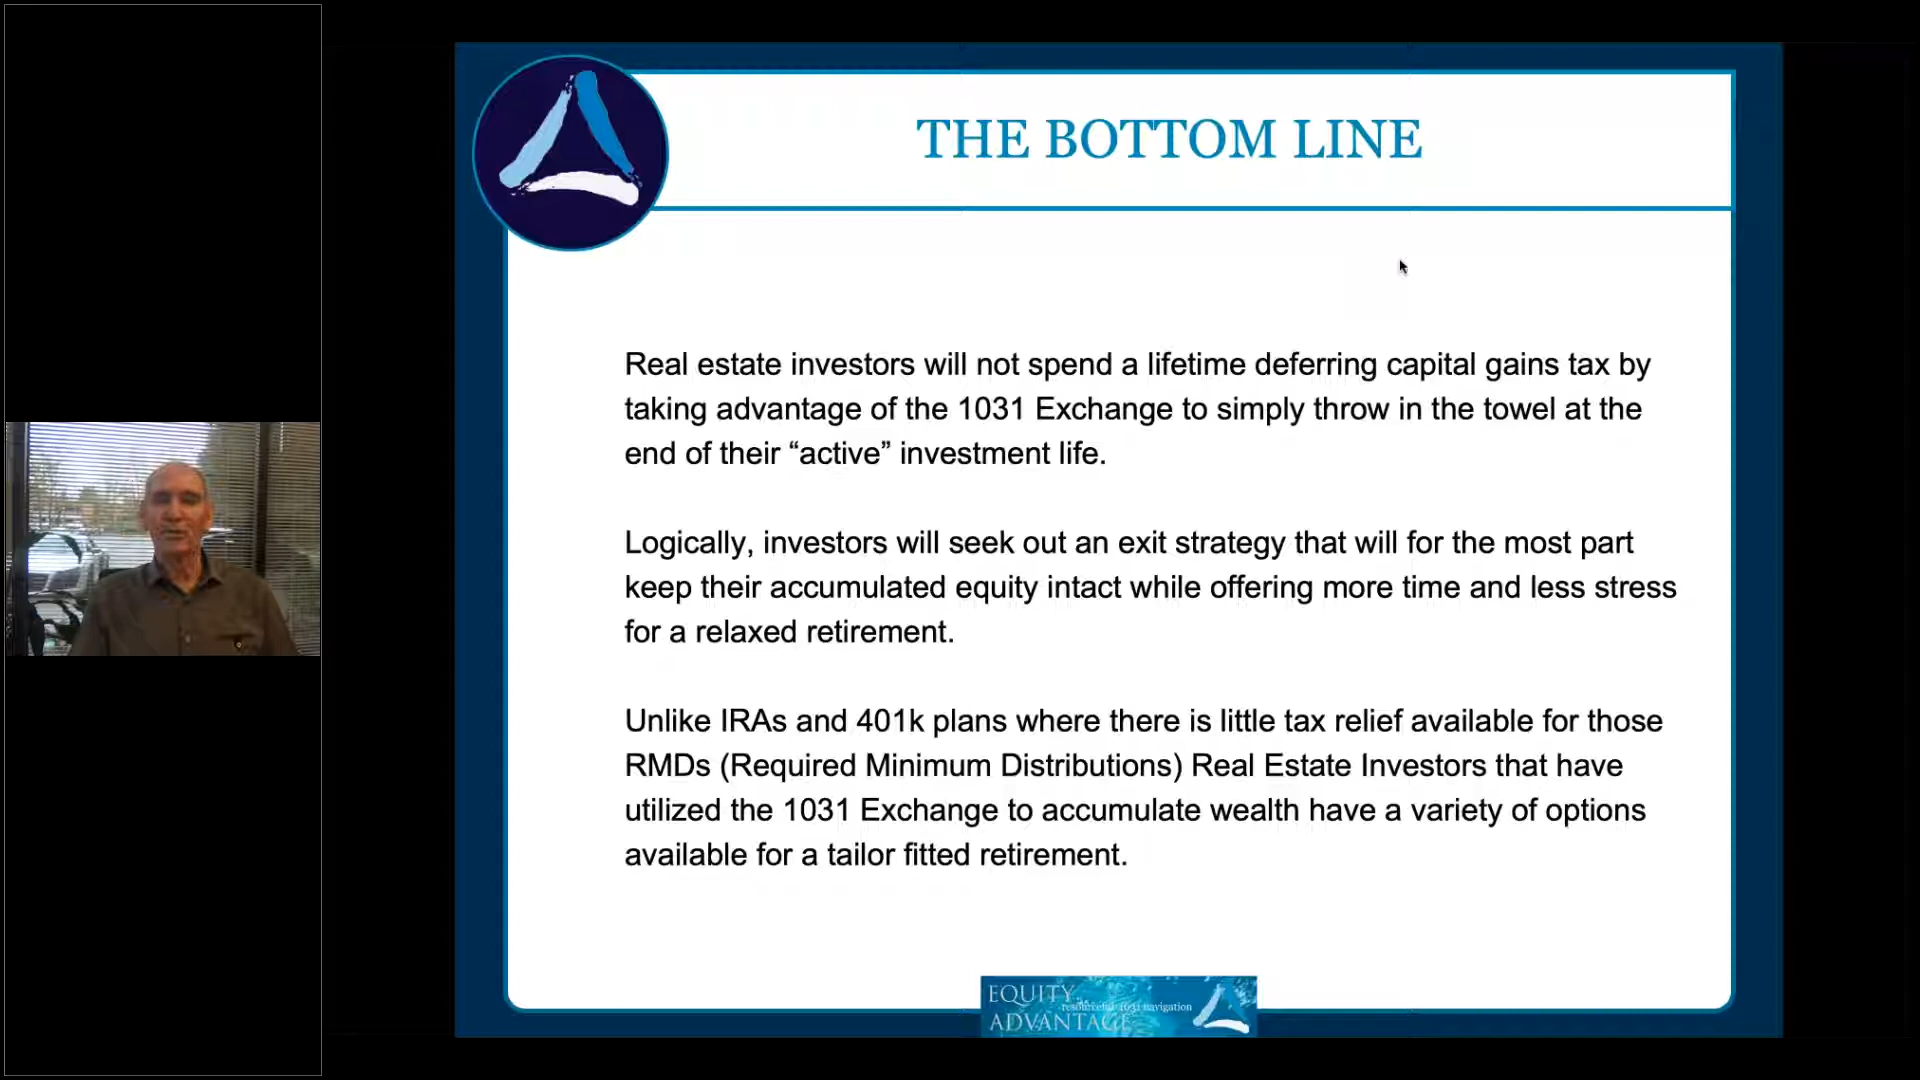 THE BOTTOM LINE
Real estate investors will not spend a lifetime deferring capital gains tax by
taking advantage of the 1031 Exchange to simply throw in the towel at the
end of their “active” investment life.
Logically, investors will seek out an exit strategy that will for the most part
keep their accumulated equity intact while offering more time and less stress
for a relaxed retirement.
Unlike IRAs and 401k plans where there is little tax relief available for those
RMDs (Required Minimum Distributions) Real Estate Investors that have
utilized the 1031 Exchange to accumulate wealth have a variety of options
available for a tailor fitted retirement.
EQUITY
resourceful 1031 navigation
ADVANTAGE